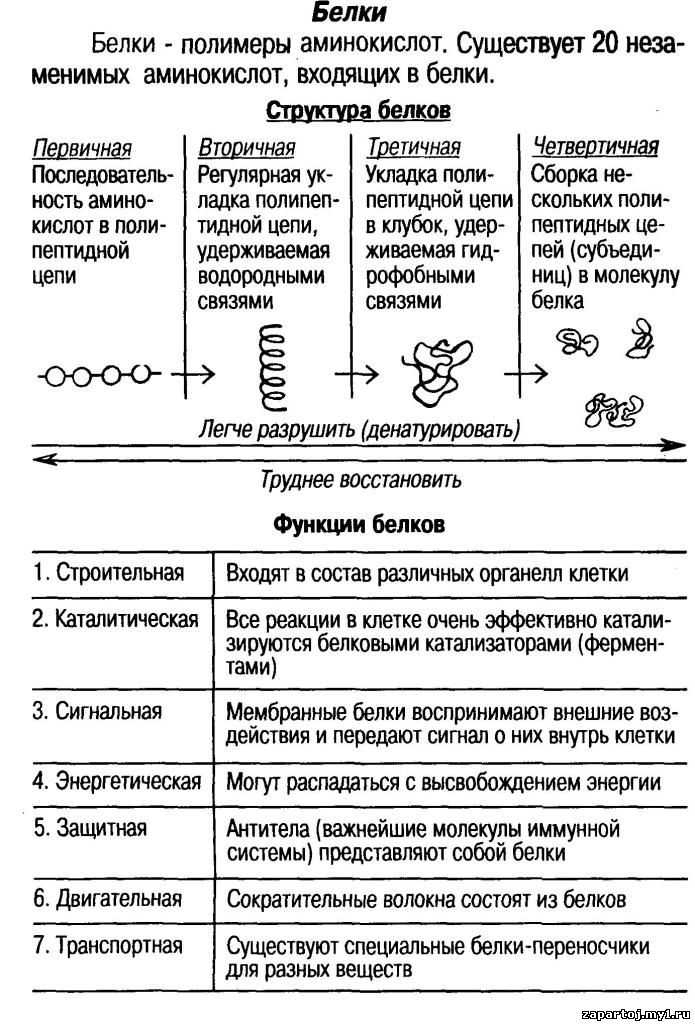 Белки
Белки - полимеры аминокислот. Существует 20 неза-
менимых аминокислот, входящих в белки.
Структура белков
Первичная
Последователь-
ность амино-
кислот в поли-
пептидной
цепи
Вторичная
Регулярная ук-
ладка полипеп-
тидной цепи,
удерживаемая
водородными
связями
Третичная
Укладка поли-
пептидной цепи
в клубок, удер-
живаемая гид-
рофобными
связями
Четвертичная
Сборка не-
скольких поли-
пептидных це-
пей (субъеди-
ниц) в молекулу
белка
Легче разрушить (денатурировать)
Труднее восстановить
Функции белков
1. Строительная
Входят в состав различных органелл клетки
2. Каталитическая
Все реакции в клетке очень эффективно катали-
зируются белковыми катализаторами (фермен-
тами)
3. Сигнальная
Мембранные белки воспринимают внешние воз-
действия и передают сигнал о них внутрь клетки
4. Энергетическая
Могут распадаться с высвобождением энергии
5. Защитная
Антитела (важнейшие молекулы иммунной
системы) представляют собой белки
6. Двигательная
Сократительные волокна состоят из белков
7. Транспортная
Существуют специальные белки-переносчики
для разных веществ
zapartoj.my1.ru